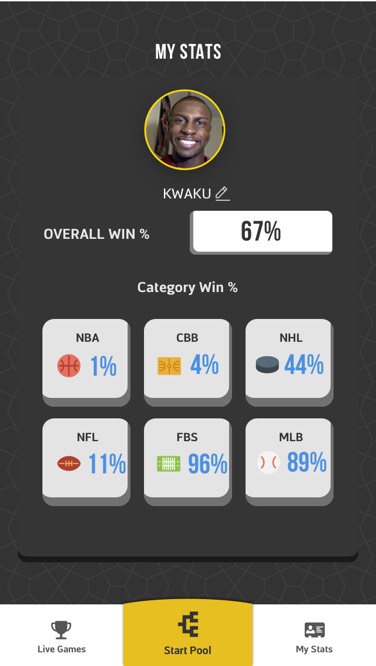 MY STATS
KWAKU
OVERALL WIN % 67%
Category Win %
NBA CBB NHL
1% 4% 44%
NFL FBS MLB
11% 96% 89%
Live Games Start Pool My Stats